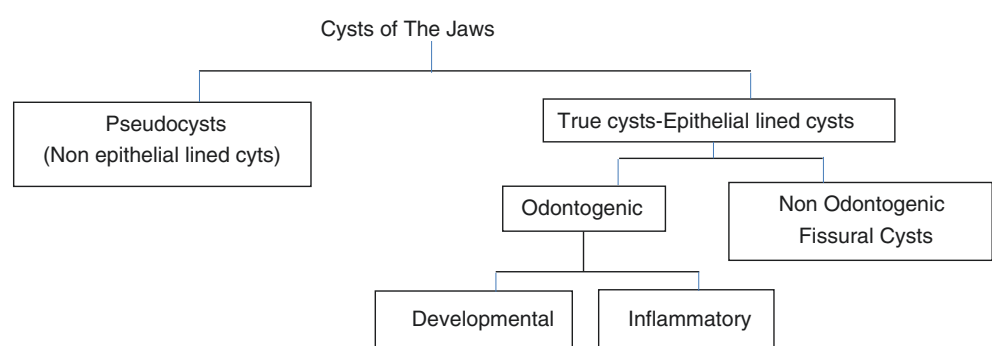 Cysts of The Jaws
Pseudocysts
(Non epithelial lined cyts)
True cysts-Epithelial lined cysts
Odontogenic
Non Odontogenic
Fissural Cysts
Developmental
Inflammatory